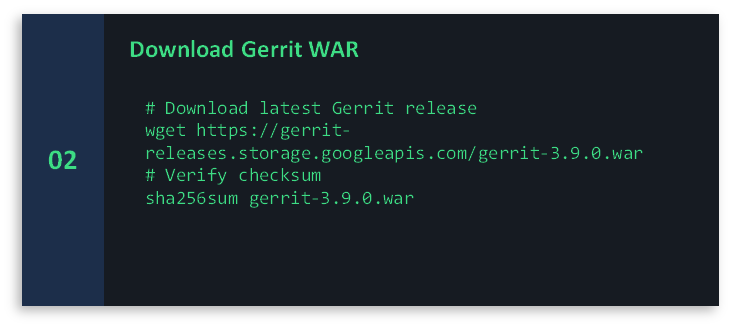 Download Gerrit WAR
# Download latest Gerrit release
wget https://gerrit-
releases.storage.googleapis.com/gerrit-3.9.0.war
02
# Verify checksum
sha256sum gerrit-3.9.0.war